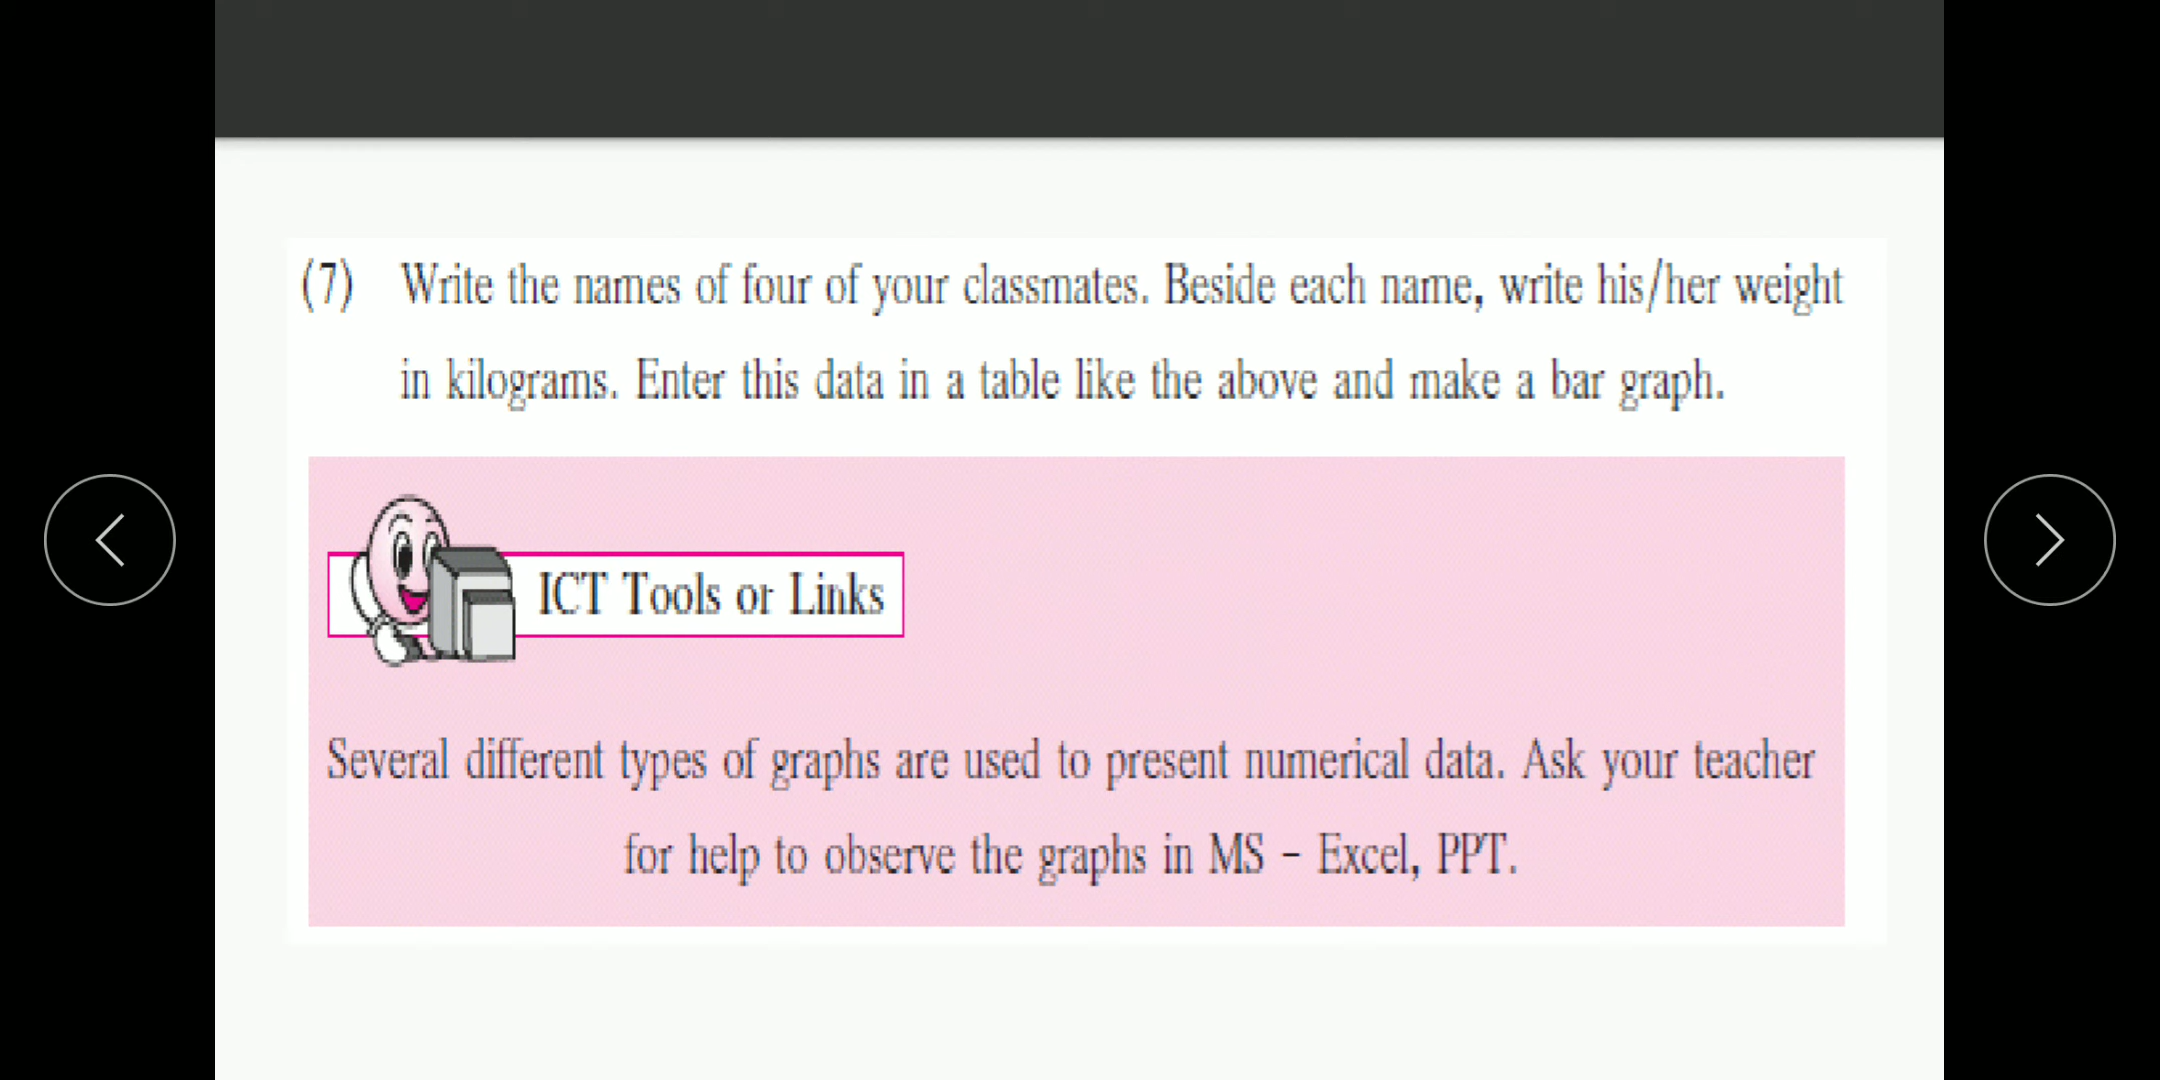 (7) Write the names of four of your classmates. Beside each name, write his/her weight
in kilograms. Enter this data in a table like the above and make a bar graph.
ICT Tools or Links
Several different types of graphs are used to present numerical data. Ask your teacher
for help to observe the graphs in MS – Excel, PPT.